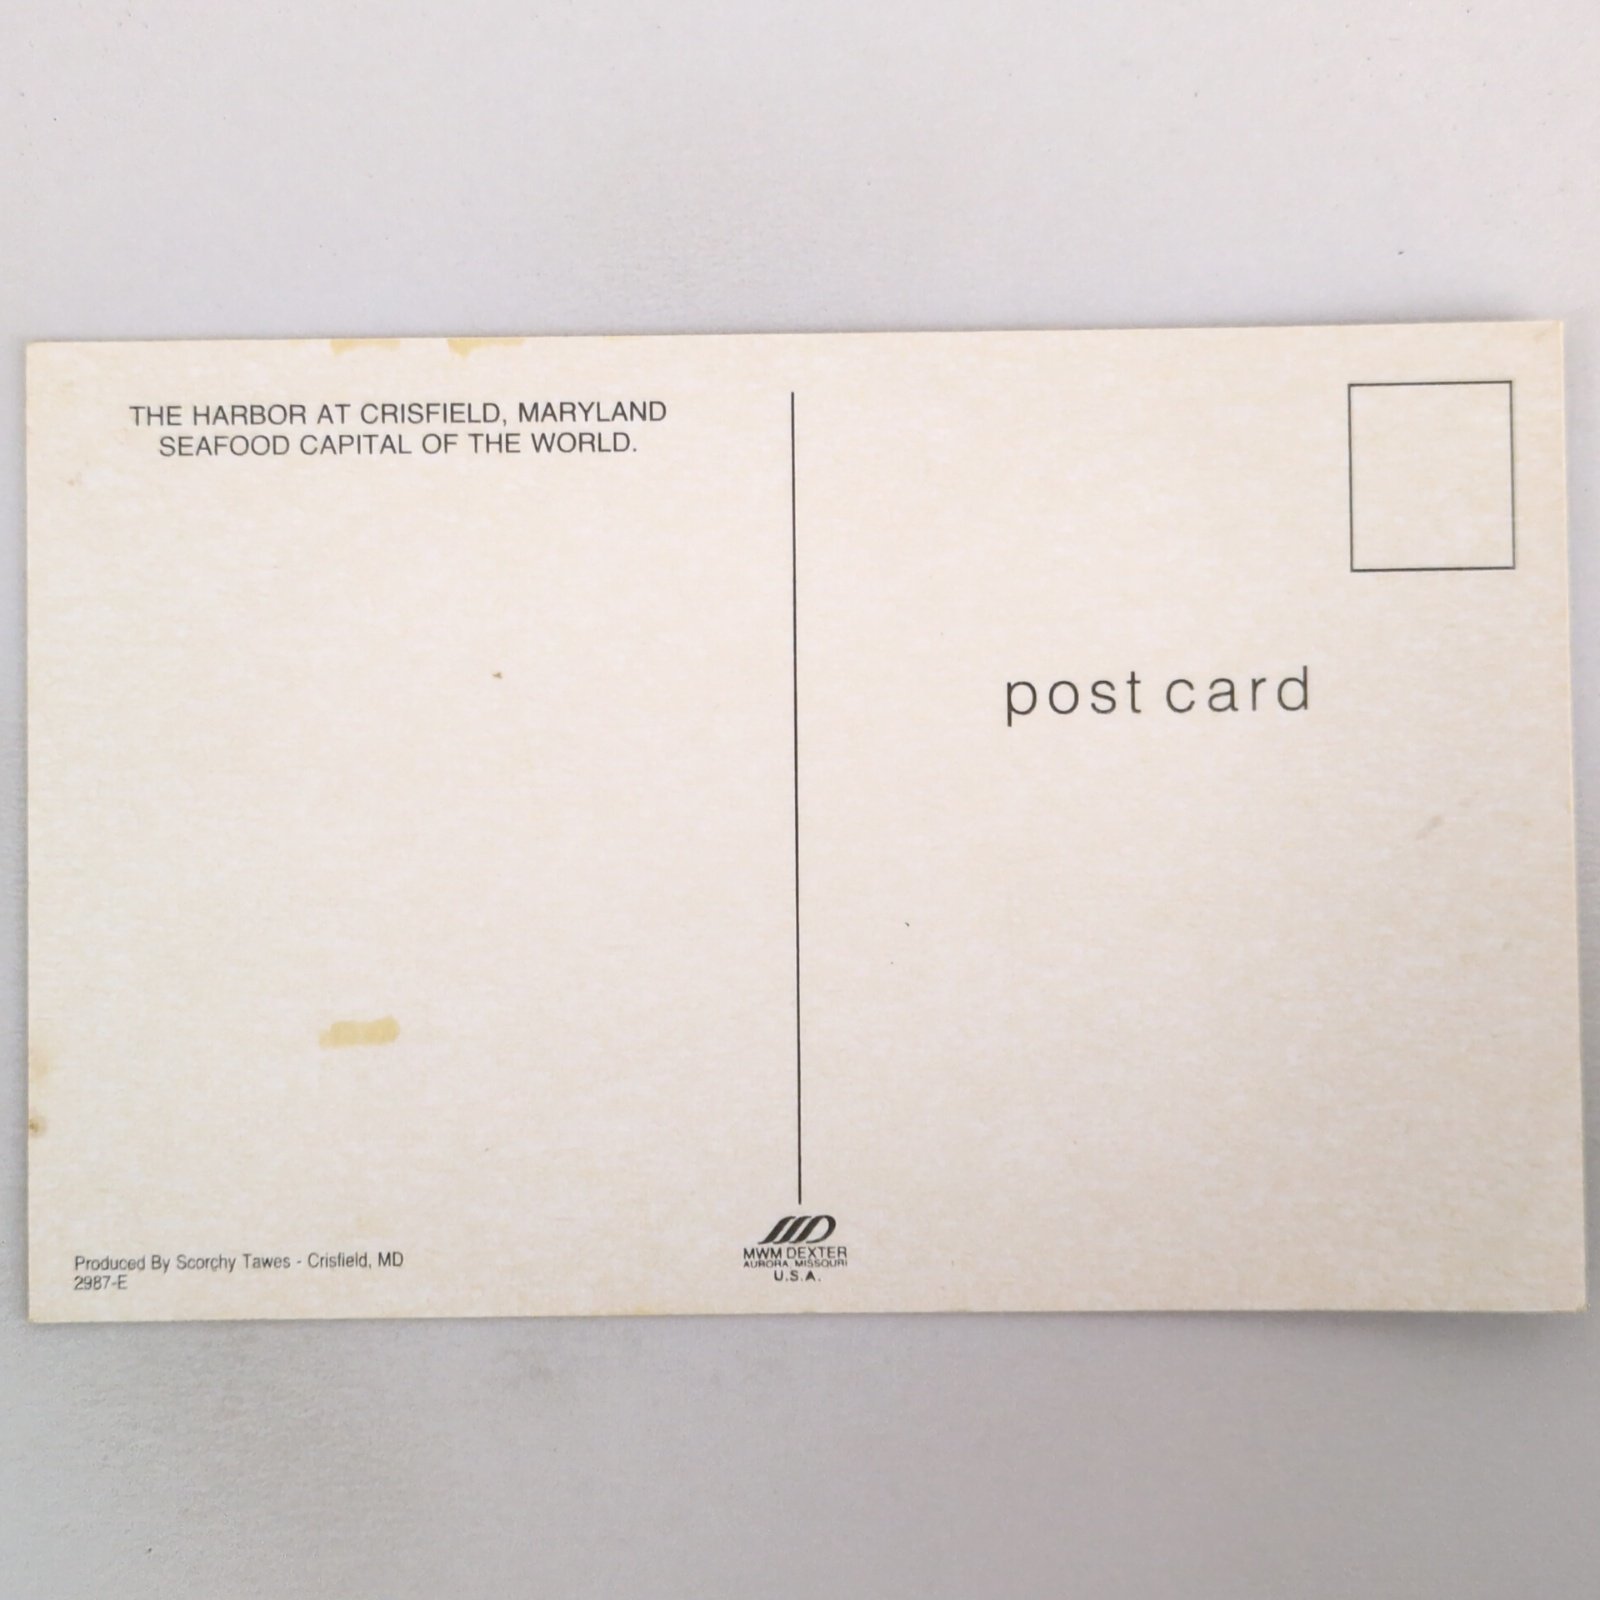 THE HARBOR AT CRISFIELD, MARYLAND
SEAFOOD CAPITAL OF THE WORLD.
post card
Produced By Scorchy Tawes - Crisfield, MD
2987-E
MWM DEXTER
AURORA, MISSOURI
U.S.A.